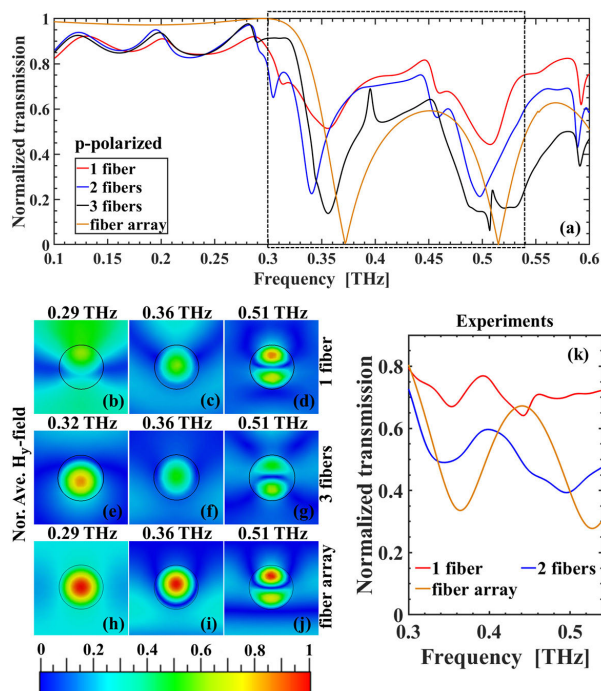 Normalized transmission
1
0.8
0.6
0.4
0.2
0
p-polarized
1 fiber
2 fibers
3 fibers
fiber array
(a)
0.1 0.15 0.2 0.25 0.3 0.35 0.4 0.45 0.5 0.55 0.6
Frequency [THz]
Nor. Ave. Hy-field
0.29 THz 0.36 THz 0.51 THz
(b) (c) (d)
1 fiber
0.32 THz 0.36 THz 0.51 THz
(e) (f) (g)
3 fibers
0.29 THz 0.36 THz 0.51 THz
(h) (i) (j)
fiber array
0 0.2 0.4 0.6 0.8 1
Experiments
(k)
Normalized transmission
0.8
0.6
0.4
0.2
0
1 fiber 2 fibers
fiber array
0.3 0.4 0.5
Frequency [THz]